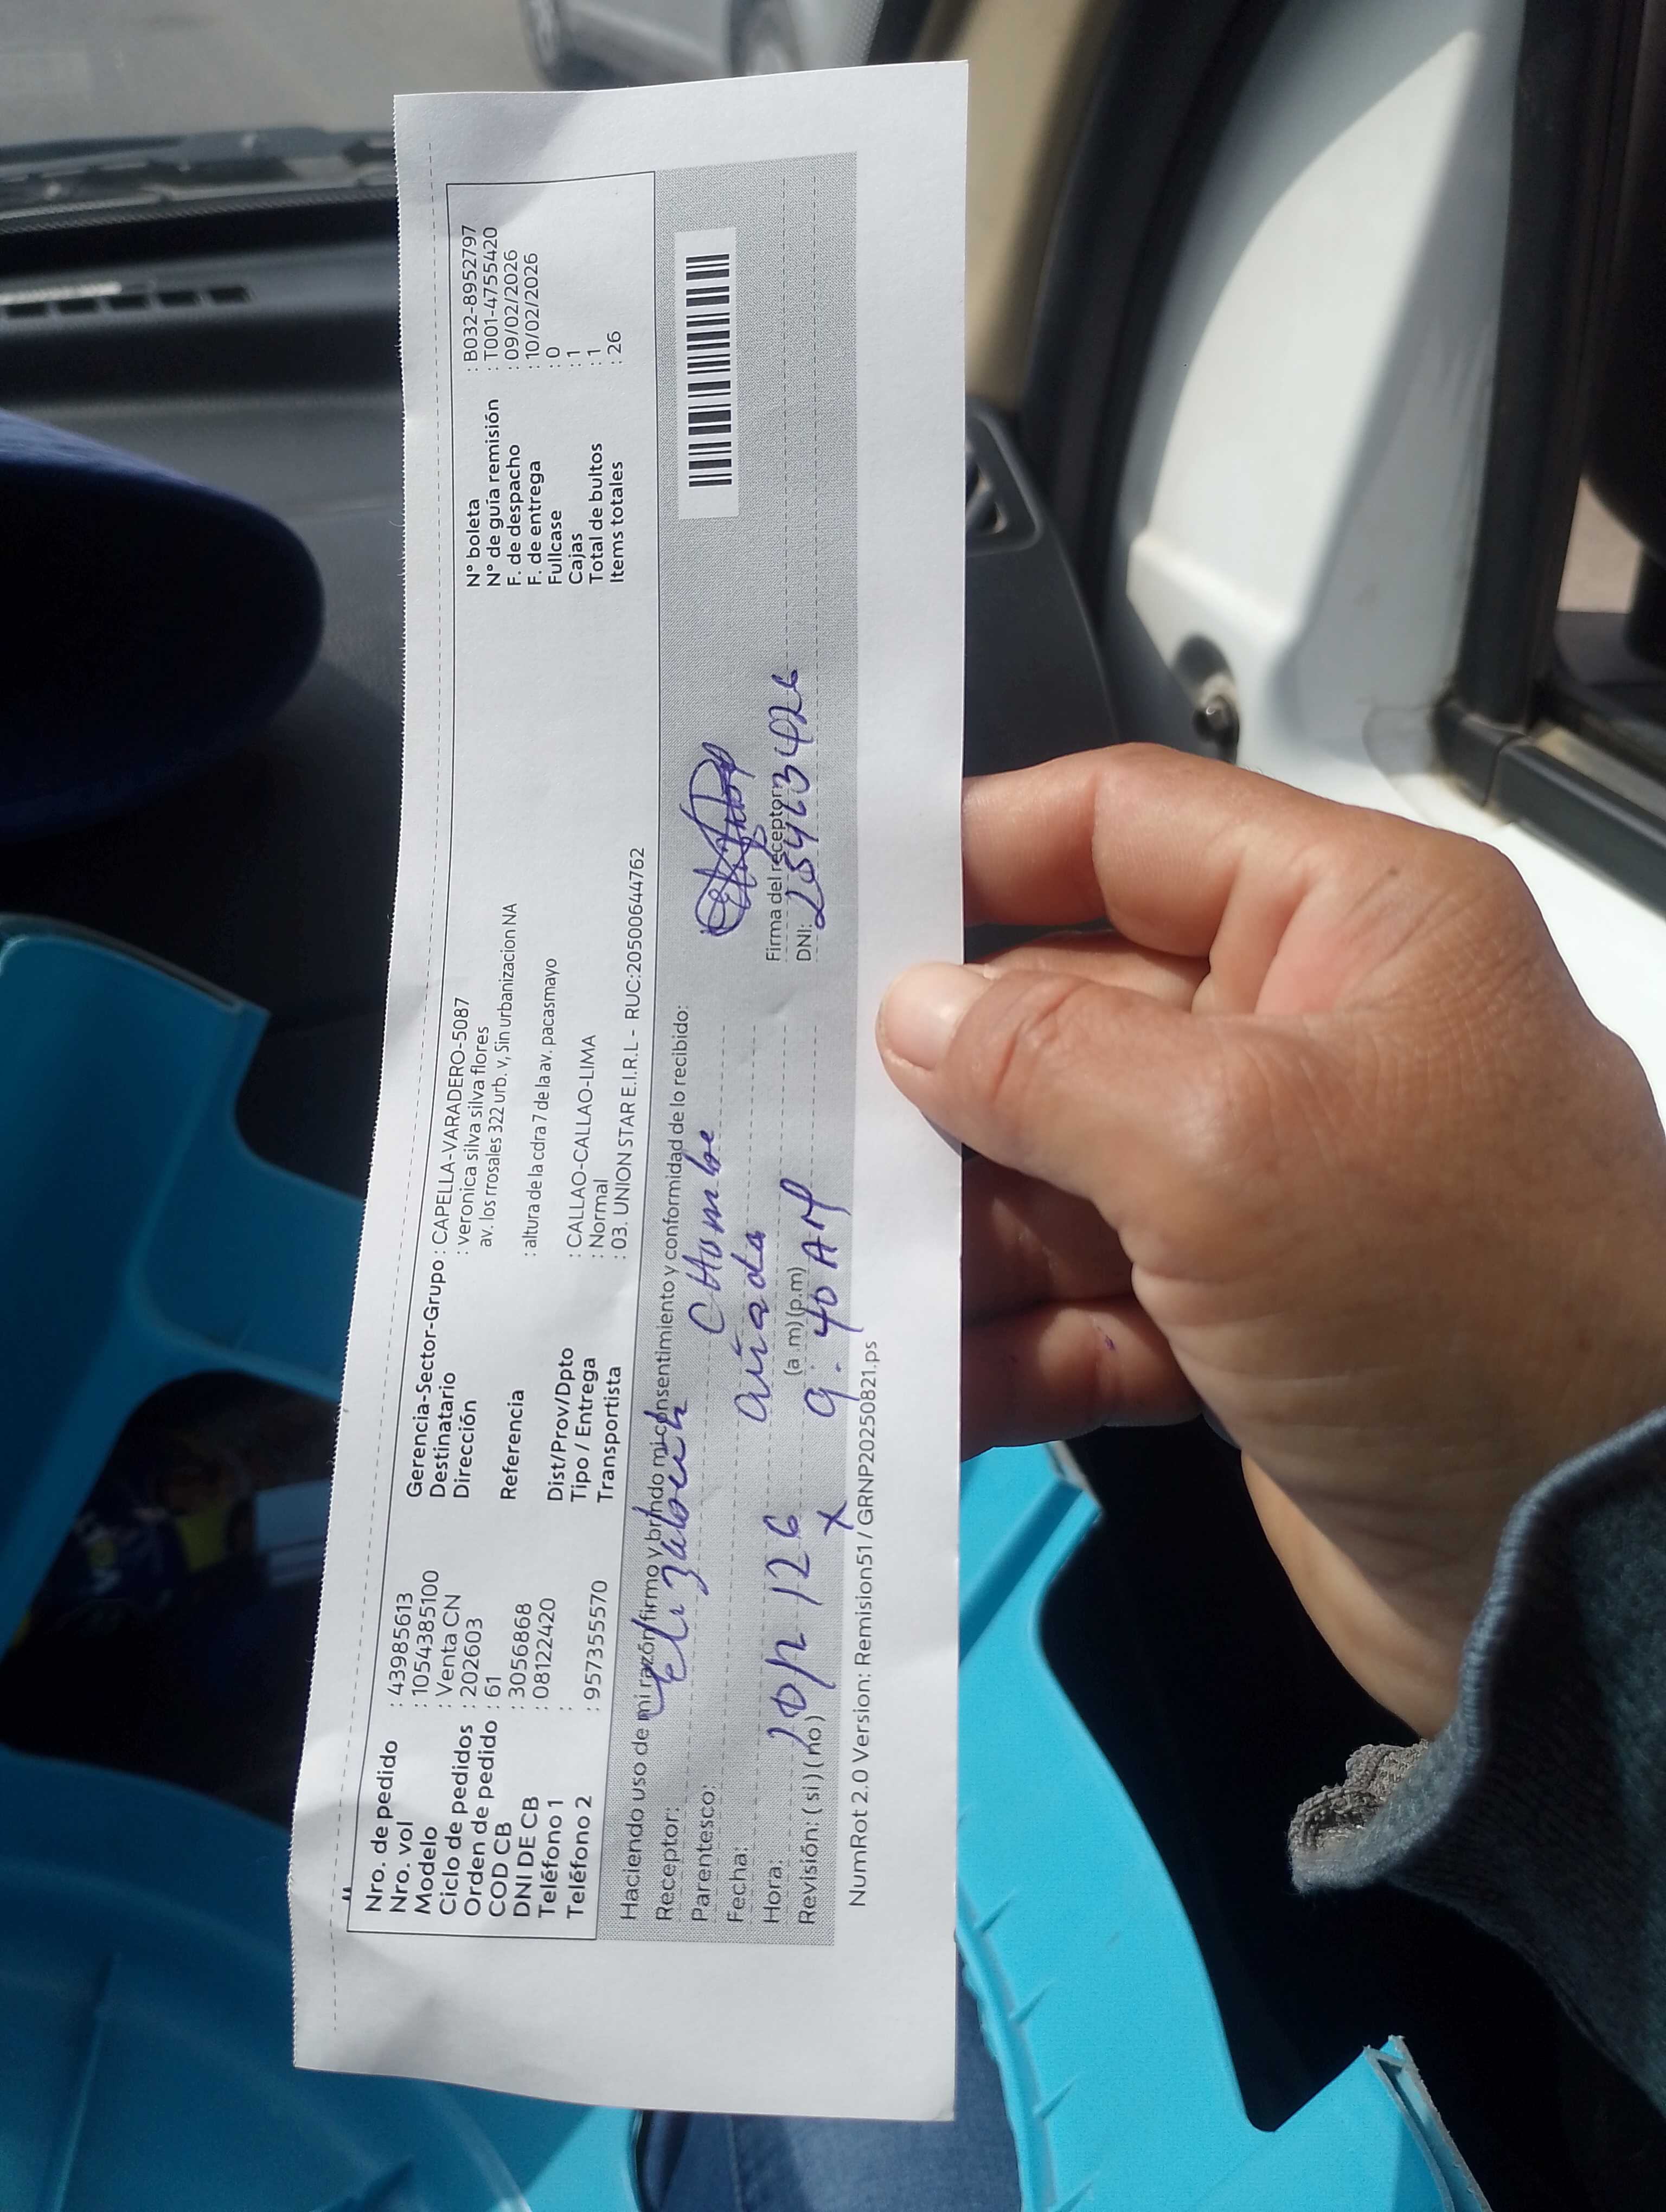 Nro. de pedido : 43985613
Nro. vol : 1054385100
Modelo : Venta CN
Ciclo de pedidos : 202603
Orden de pedido : 61
COD CB : 3056868
DNI DE CB : 08122420
Teléfono 1 :
Teléfono 2 : 957355570
Gerencia-Sector-Grupo : CAPELLA-VARADERO-5087
Destinatario : veronica silva silva flores
Dirección av. los rrosales 322 urb. v, Sin urbanizacion NA
Referencia : altura de la cdra 7 de la av. pacasmayo
Dist/Prov/Dpto : CALLAO-CALLAO-LIMA
Tipo / Entrega : Normal
Transportista : 03. UNION STAR E.I.R.L - RUC:20500644762
N° boleta : B032-8952797
N° de guía remisión : T001-4755420
F. de despacho : 09/02/2026
F. de entrega : 10/02/2026
Fullcase : 0
Cajas : 1
Total de bultos : 1
Items totales : 26
Haciendo uso de mi razón firmo y brindo mi consentimiento y conformidad de lo recibido:
Receptor: Elizabeth
Parentesco:
Fecha:
Hora: (a .m) (p.m) 9:40 AM
Revisión: ( si ) ( no ) X
Firma del receptor
DNI:
NumRot 2.0 Version: Remision51 / GRNP20250821.ps